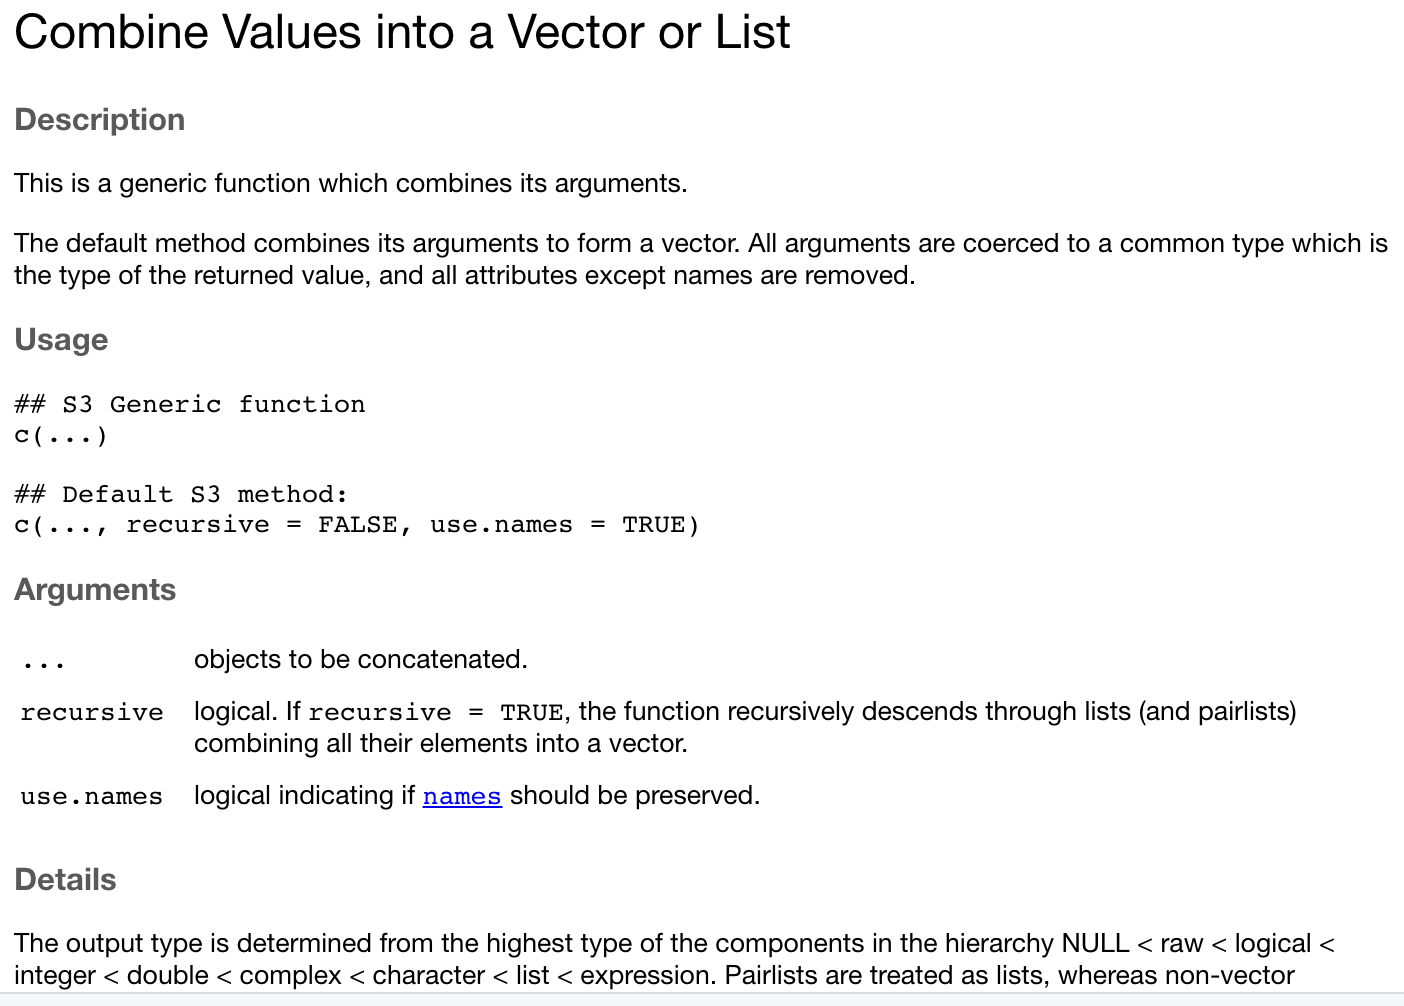 Combine Values into a Vector or List
Description
This is a generic function which combines its arguments.
The default method combines its arguments to form a vector. All arguments are coerced to a common type which is
the type of the returned value, and all attributes except names are removed.
Usage
## S3 Generic function
c(...)
## Default S3 method:
c(..., recursive = FALSE, use.names = TRUE)
Arguments
... objects to be concatenated.
recursive logical. If recursive = TRUE, the function recursively descends through lists (and pairlists)
combining all their elements into a vector.
use.names logical indicating if names should be preserved.
Details
The output type is determined from the highest type of the components in the hierarchy NULL < raw < logical <
integer < double < complex < character < list < expression. Pairlists are treated as lists, whereas non-vector